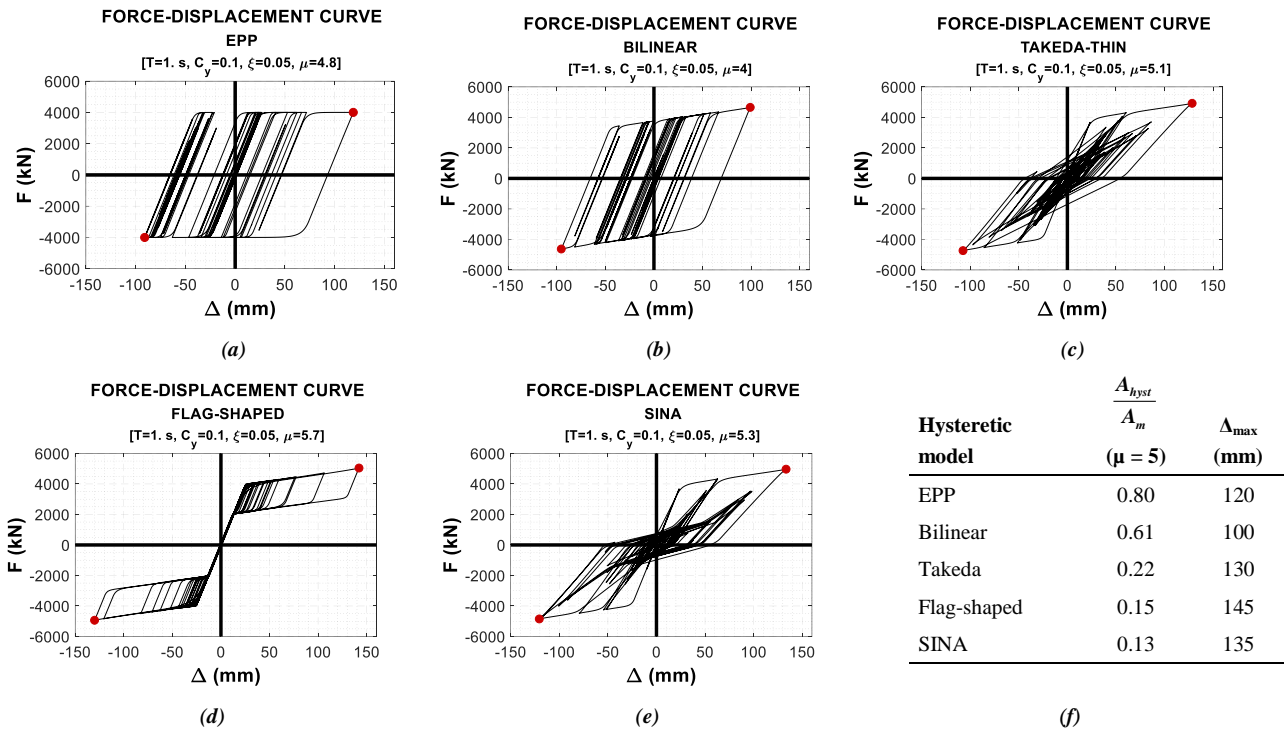 FORCE-DISPLACEMENT CURVE
EPP
[T=1. s, C_y=0.1, ξ=0.05, μ=4.8]
6000
4000
2000
0
-2000
-4000
-6000
F (kN)
-150 -100 -50 0 50 100 150
Δ (mm)
(a)
FORCE-DISPLACEMENT CURVE
BILINEAR
[T=1. s, C_y=0.1, ξ=0.05, μ=4]
6000
4000
2000
0
-2000
-4000
-6000
F (kN)
-150 -100 -50 0 50 100 150
Δ (mm)
(b)
FORCE-DISPLACEMENT CURVE
TAKEDA-THIN
[T=1. s, C_y=0.1, ξ=0.05, μ=5.1]
6000
4000
2000
0
-2000
-4000
-6000
F (kN)
-150 -100 -50 0 50 100 150
Δ (mm)
(c)
FORCE-DISPLACEMENT CURVE
FLAG-SHAPED
[T=1. s, C_y=0.1, ξ=0.05, μ=5.7]
6000
4000
2000
0
-2000
-4000
-6000
F (kN)
-150 -100 -50 0 50 100 150
Δ (mm)
(d)
FORCE-DISPLACEMENT CURVE
SINA
[T=1. s, C_y=0.1, ξ=0.05, μ=5.3]
6000
4000
2000
0
-2000
-4000
-6000
F (kN)
-150 -100 -50 0 50 100 150
Δ (mm)
(e)
Hysteretic model A_hyst/A_m (μ = 5) Δmax (mm)
EPP 0.80 120
Bilinear 0.61 100
Takeda 0.22 130
Flag-shaped 0.15 145
SINA 0.13 135
(f)